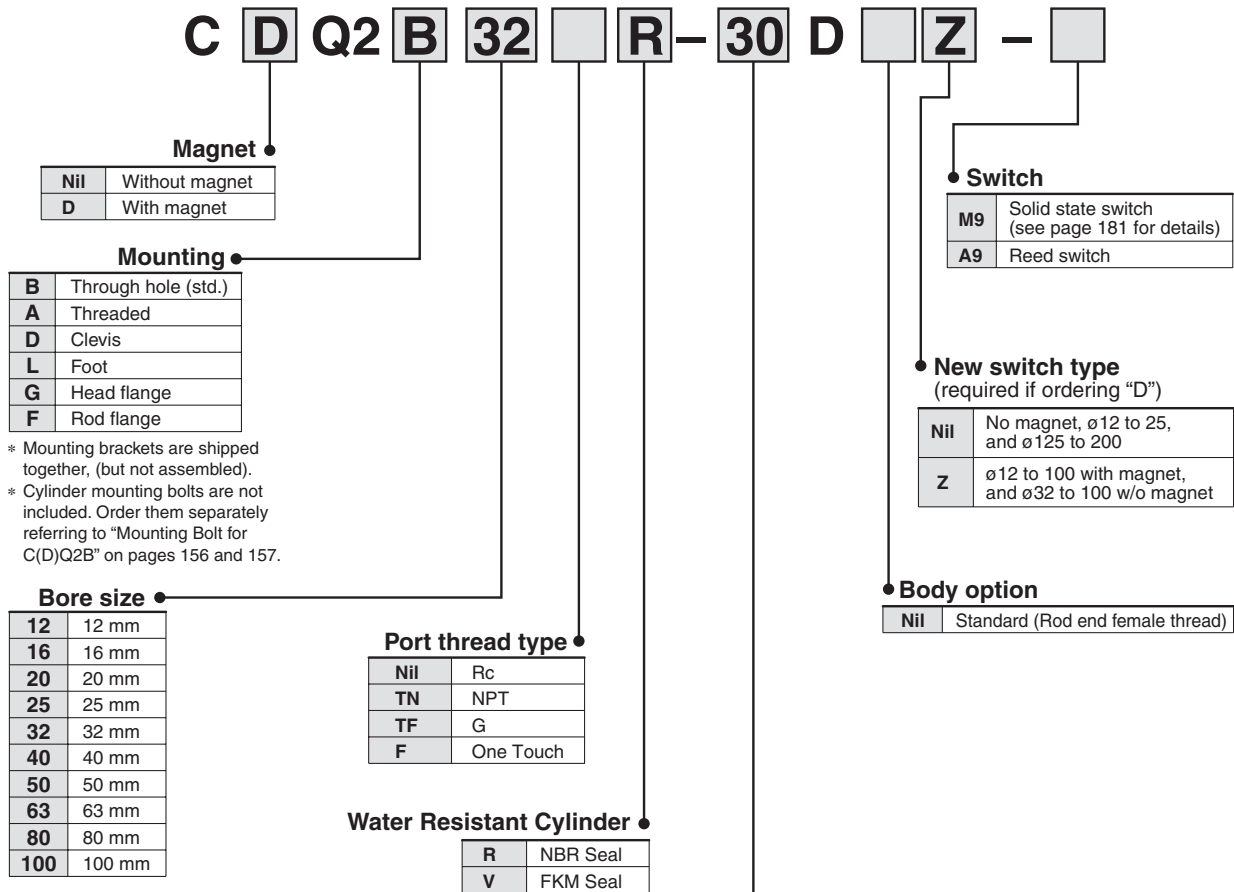 C D Q2 B 32 R – 30 D Z –
Magnet
Nil Without magnet
D With magnet
Mounting
B Through hole (std.)
A Threaded
D Clevis
L Foot
G Head flange
F Rod flange
* Mounting brackets are shipped
together, (but not assembled).
* Cylinder mounting bolts are not
included. Order them separately
referring to “Mounting Bolt for
C(D)Q2B” on pages 156 and 157.
Bore size
12 12 mm
16 16 mm
20 20 mm
25 25 mm
32 32 mm
40 40 mm
50 50 mm
63 63 mm
80 80 mm
100 100 mm
Port thread type
Nil Rc
TN NPT
TF G
F One Touch
Water Resistant Cylinder
R NBR Seal
V FKM Seal
Switch
M9 Solid state switch
(see page 181 for details)
A9 Reed switch
New switch type
(required if ordering “D”)
Nil No magnet, ø12 to 25,
and ø125 to 200
Z ø12 to 100 with magnet,
and ø32 to 100 w/o magnet
Body option
Nil Standard (Rod end female thread)